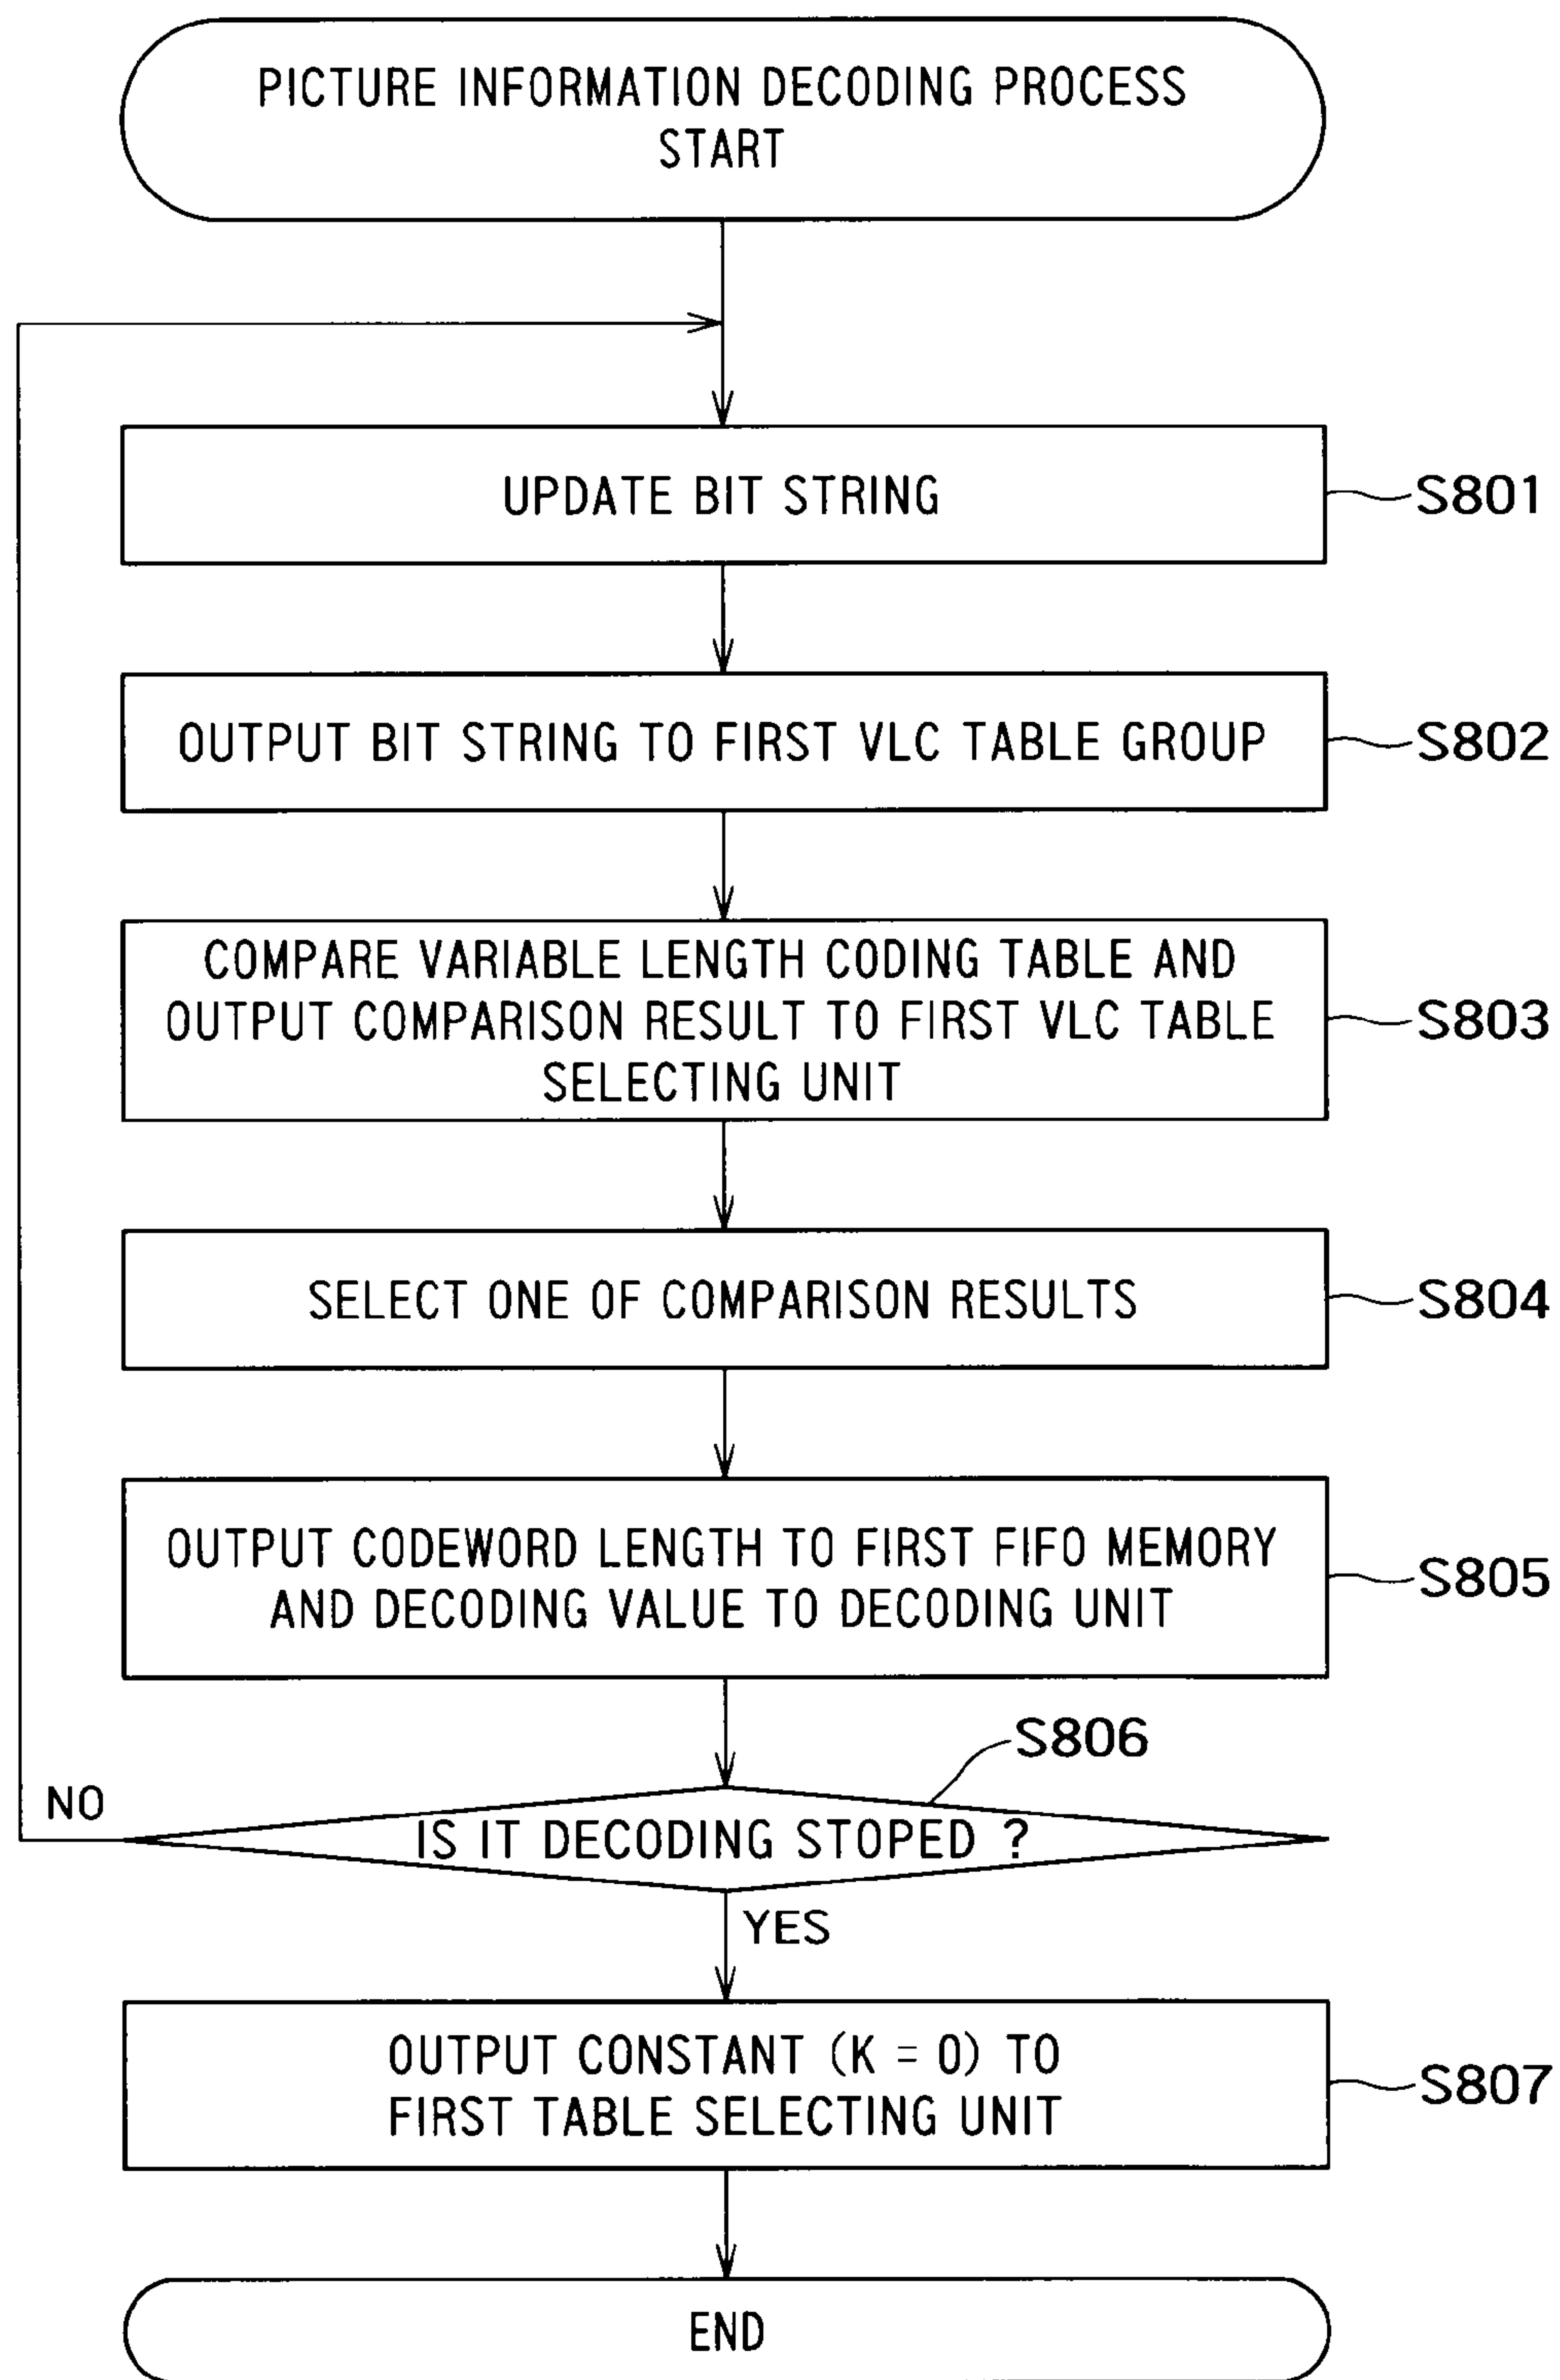 PICTURE INFORMATION DECODING PROCESS
START
UPDATE BIT STRING
S801
OUTPUT BIT STRING TO FIRST VLC TABLE GROUP
S802
COMPARE VARIABLE LENGTH CODING TABLE AND
OUTPUT COMPARISON RESULT TO FIRST VLC TABLE
SELECTING UNIT
S803
SELECT ONE OF COMPARISON RESULTS
S804
OUTPUT CODEWORD LENGTH TO FIRST FIFO MEMORY
AND DECODING VALUE TO DECODING UNIT
S805
S806
NO
IS IT DECODING STOPED ?
YES
OUTPUT CONSTANT (K = 0) TO
FIRST TABLE SELECTING UNIT
S807
END